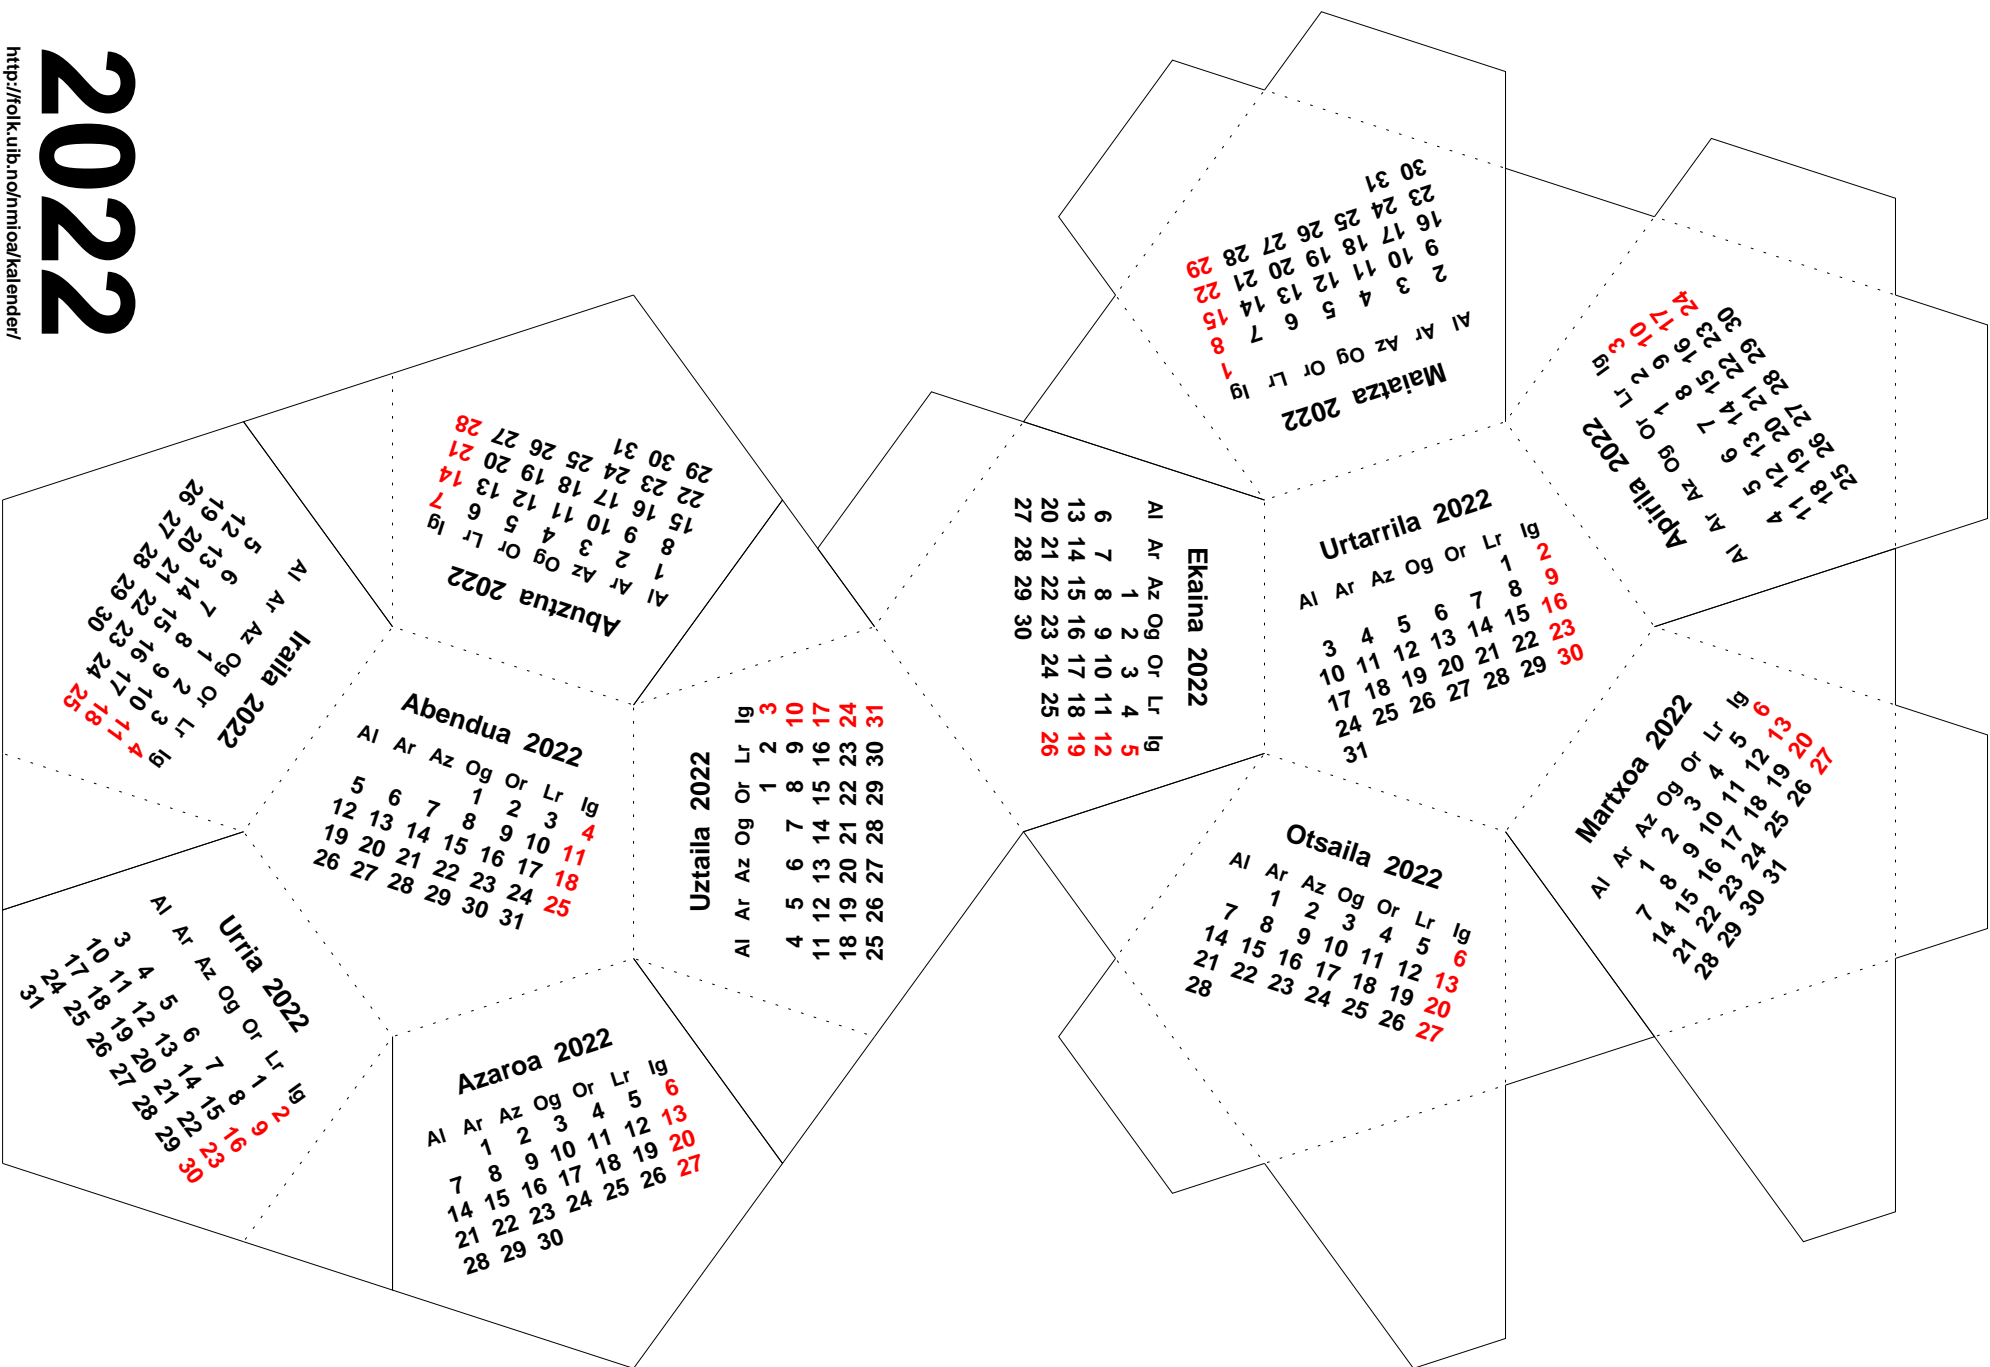 2022
http://folk.uib.no/nmioa/kalender/
Urtarrila 2022
Al Ar Az Og Or Lr Ig
1 2
3 4 5 6 7 8 9
10 11 12 13 14 15 16
17 18 19 20 21 22 23
24 25 26 27 28 29 30
31
Otsaila 2022
Al Ar Az Og Or Lr Ig
1 2 3 4 5 6
7 8 9 10 11 12 13
14 15 16 17 18 19 20
21 22 23 24 25 26 27
28
Martxoa 2022
Al Ar Az Og Or Lr Ig
1 2 3 4 5 6
7 8 9 10 11 12 13
14 15 16 17 18 19 20
21 22 23 24 25 26 27
28 29 30 31
Apirila 2022
Al Ar Az Og Or Lr Ig
1 2 3
4 5 6 7 8 9 10
11 12 13 14 15 16 17
18 19 20 21 22 23 24
25 26 27 28 29 30
Maiatza 2022
Al Ar Az Og Or Lr Ig
1
2 3 4 5 6 7 8
9 10 11 12 13 14 15
16 17 18 19 20 21 22
23 24 25 26 27 28 29
30 31
Ekaina 2022
Al Ar Az Og Or Lr Ig
1 2 3 4 5
6 7 8 9 10 11 12
13 14 15 16 17 18 19
20 21 22 23 24 25 26
27 28 29 30
Uztaila 2022
Al Ar Az Og Or Lr Ig
1 2 3
4 5 6 7 8 9 10
11 12 13 14 15 16 17
18 19 20 21 22 23 24
25 26 27 28 29 30 31
Abuztua 2022
Al Ar Az Og Or Lr Ig
1 2 3 4 5 6 7
8 9 10 11 12 13 14
15 16 17 18 19 20 21
22 23 24 25 26 27 28
29 30 31
Iraila 2022
Al Ar Az Og Or Lr Ig
1 2 3 4
5 6 7 8 9 10 11
12 13 14 15 16 17 18
19 20 21 22 23 24 25
26 27 28 29 30
Urria 2022
Al Ar Az Og Or Lr Ig
1 2
3 4 5 6 7 8 9
10 11 12 13 14 15 16
17 18 19 20 21 22 23
24 25 26 27 28 29 30
31
Azaroa 2022
Al Ar Az Og Or Lr Ig
1 2 3 4 5 6
7 8 9 10 11 12 13
14 15 16 17 18 19 20
21 22 23 24 25 26 27
28 29 30
Abendua 2022
Al Ar Az Og Or Lr Ig
1 2 3 4
5 6 7 8 9 10 11
12 13 14 15 16 17 18
19 20 21 22 23 24 25
26 27 28 29 30 31